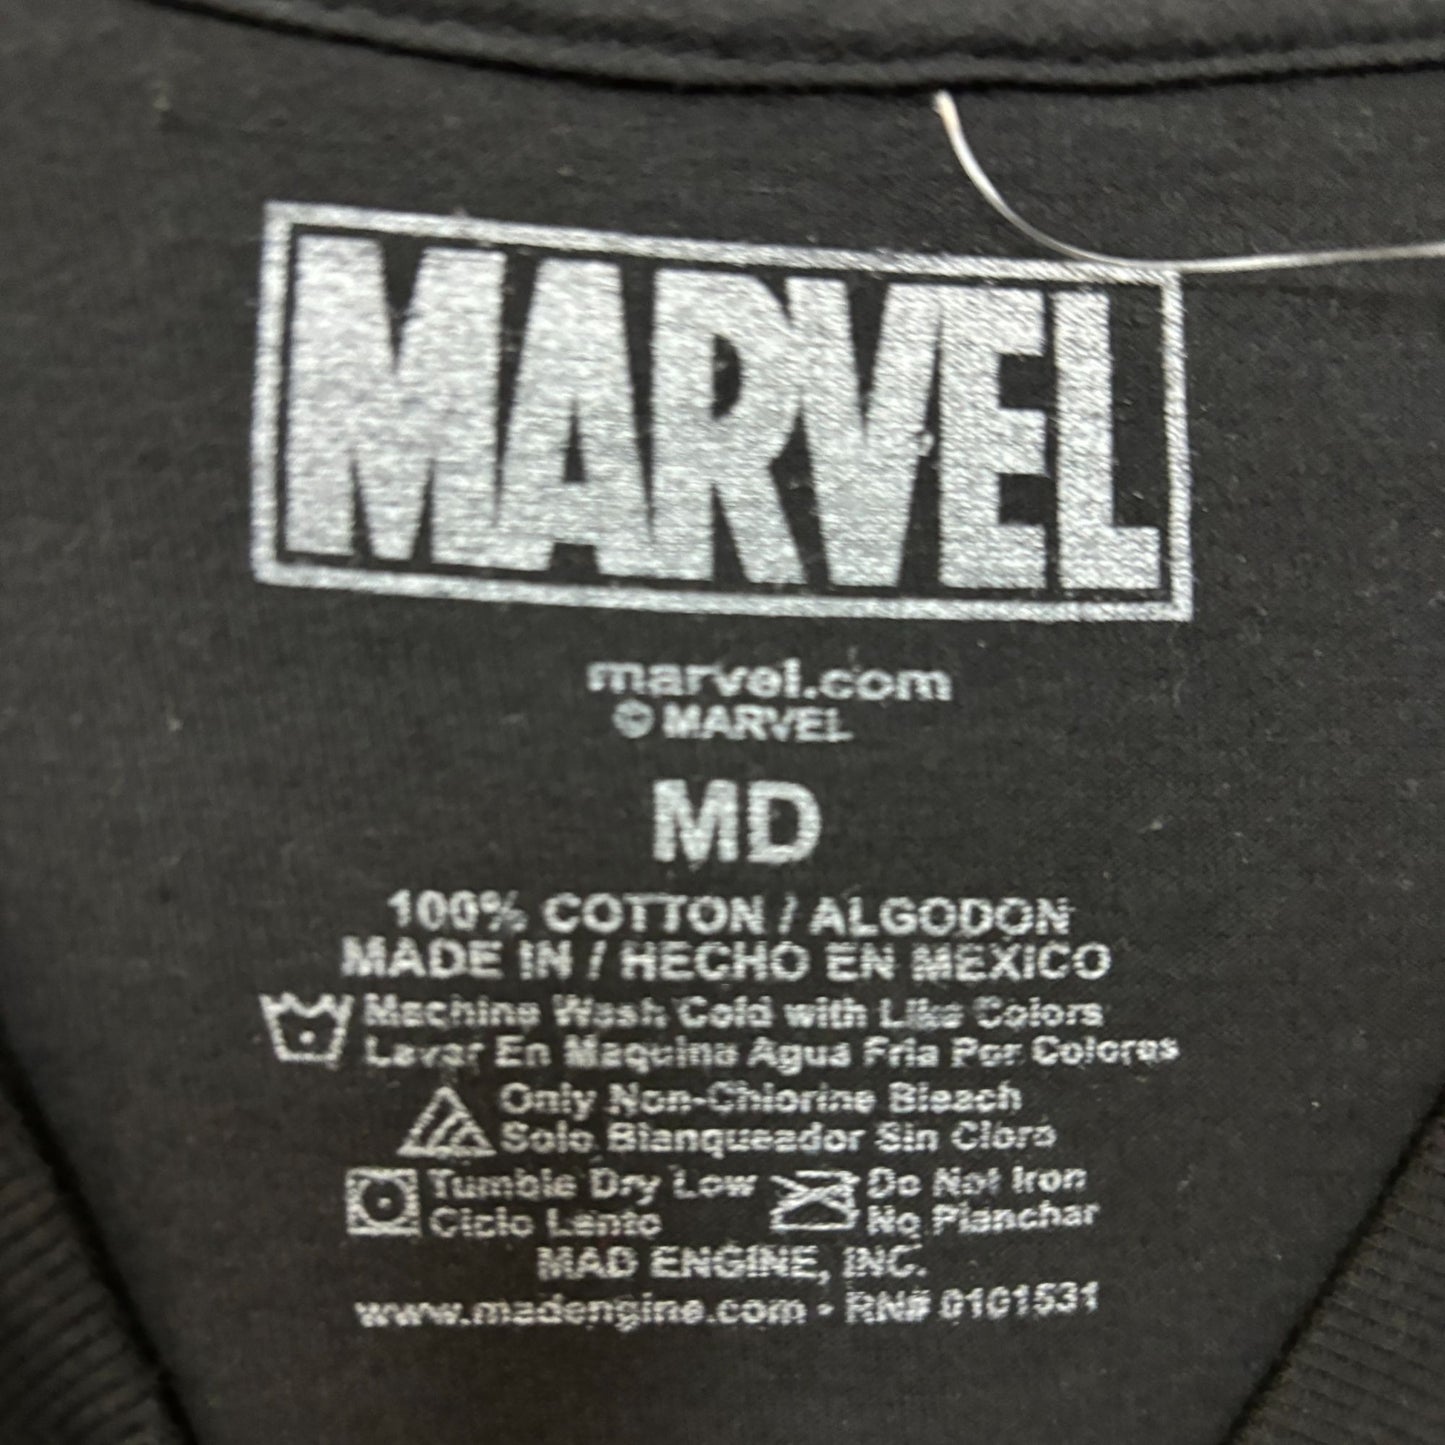 MARVEL
marvel.com
© MARVEL
MD
100% COTTON / ALGODON
MADE IN / HECHO EN MEXICO
Machine Wash Cold with Like Colors
Lavar En Maquina Agua Fria Por Colores
Only Non-Chlorine Bleach
Solo Blanqueador Sin Cloro
Tumble Dry Low
Ciclo Lento
Do Not Iron
No Planchar
MAD ENGINE, INC.
www.madengine.com • RN# 0101531